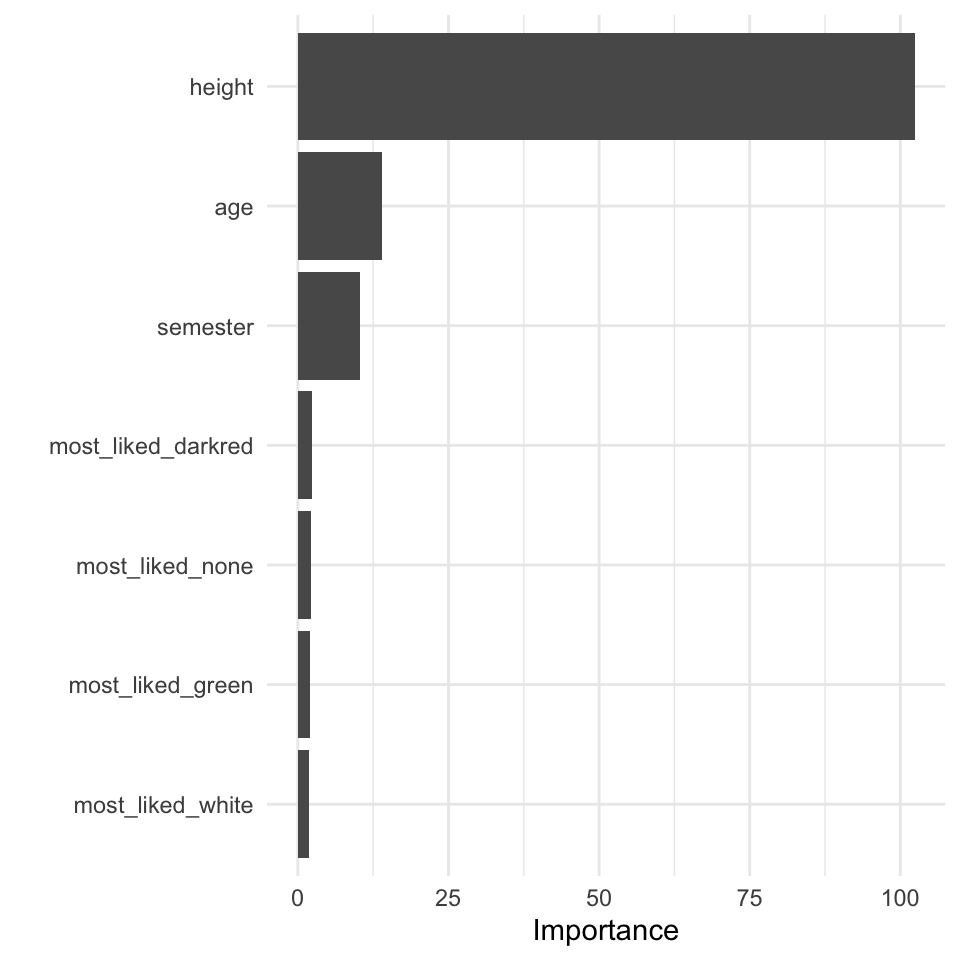 height
age
semester
most_liked_darkred
most_liked_none
most_liked_green
most_liked_white
0 25 50 75 100
Importance